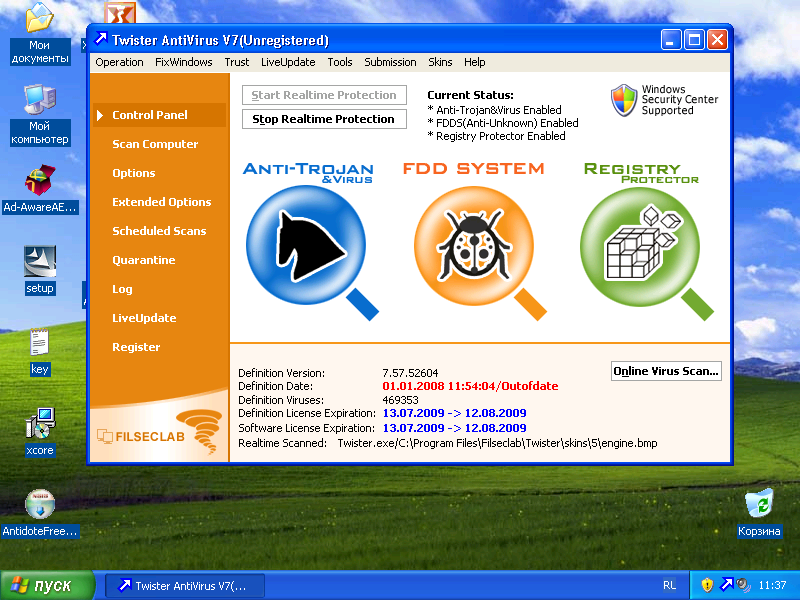 Twister AntiVirus V7(Unregistered)
Operation FixWindows Trust LiveUpdate Tools Submission Skins Help
Control Panel
Scan Computer
Options
Extended Options
Scheduled Scans
Quarantine
Log
LiveUpdate
Register
FILSECLAB
Start Realtime Protection
Stop Realtime Protection
Current Status:
* Anti-Trojan&Virus Enabled
* FDDS(Anti-Unknown) Enabled
* Registry Protector Enabled
Windows
Security Center
Supported
ANTI-TROJAN
&VIRUS
FDD SYSTEM
REGISTRY
PROTECTOR
Definition Version: 7.57.52604
Definition Date: 01.01.2008 11:54:04/Outofdate
Definition Viruses: 469353
Definition License Expiration: 13.07.2009 -> 12.08.2009
Software License Expiration: 13.07.2009 -> 12.08.2009
Realtime Scanned: Twister.exe/C:\Program Files\Filseclab\Twister\skins\5\engine.bmp
Online Virus Scan...
Мои
документы
Мой
компьютер
Ad-AwareAE...
setup
key
xcore
AntidoteFree...
Корзина
пуск
Twister AntiVirus V7(...
RL
11:37